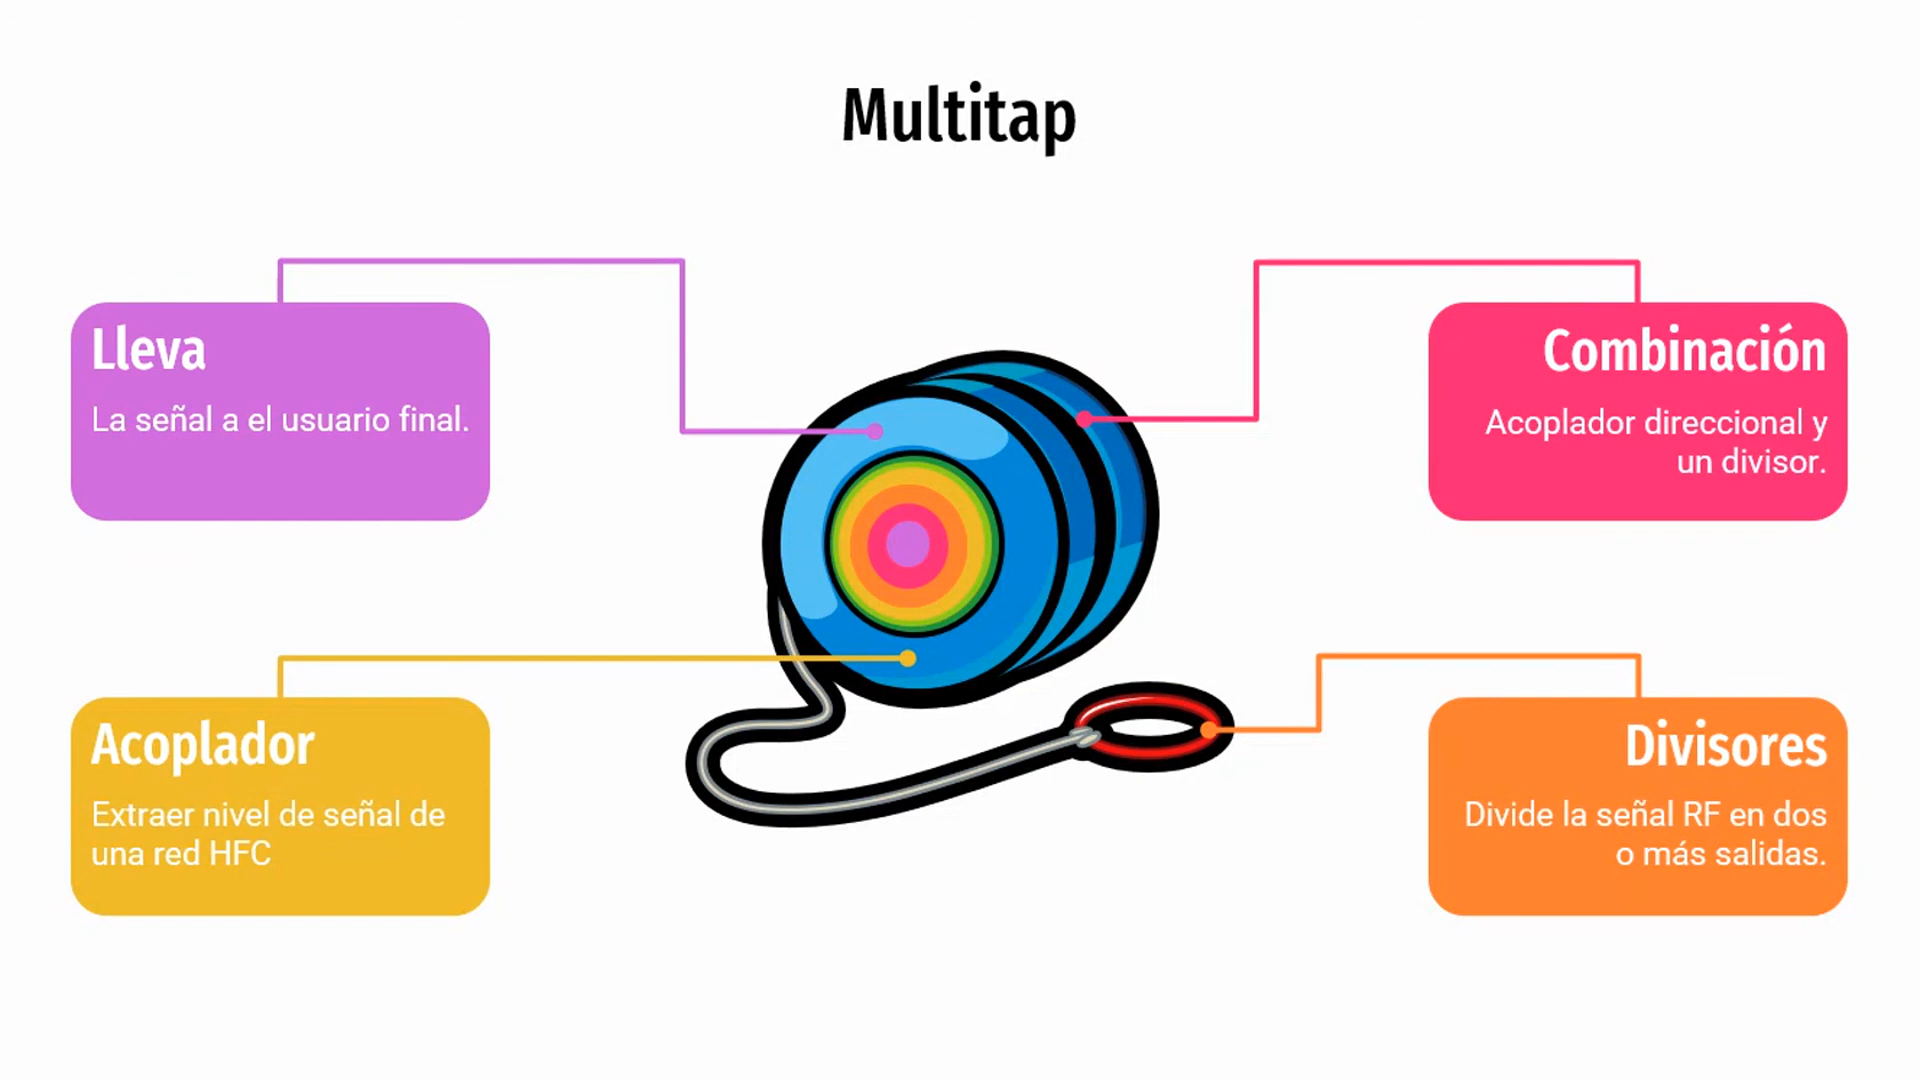 Multitap
Lleva
La señal a el usuario final.
Combinación
Acoplador direccional y
un divisor.
Acoplador
Extraer nivel de señal de
una red HFC
Divisores
Divide la señal RF en dos
o más salidas.